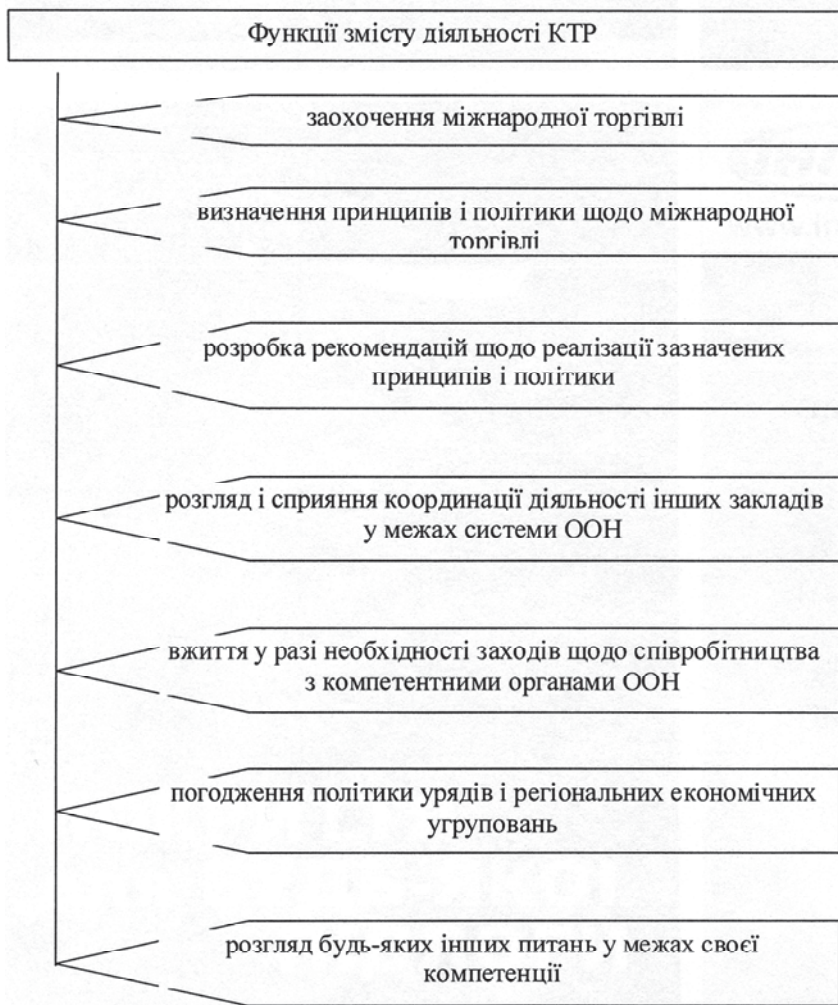 Функції змісту діяльності КТР
заохочення міжнародної торгівлі
визначення принципів і політики щодо міжнародної
торгівлі
розробка рекомендацій щодо реалізації зазначених
принципів і політики
розгляд і сприяння координації діяльності інших закладів
у межах системи ООН
вжиття у разі необхідності заходів щодо співробітництва
з компетентними органами ООН
погодження політики урядів і регіональних економічних
угруповань
розгляд будь-яких інших питань у межах своєї
компетенції